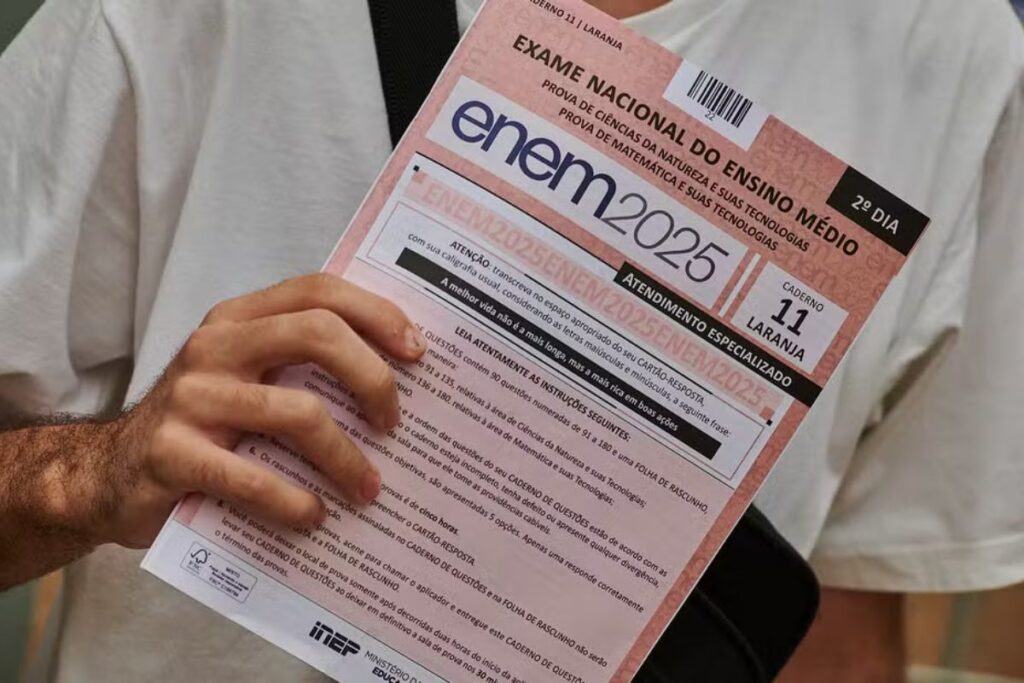 CADERNO 11 | LARANJA
EXAME NACIONAL DO ENSINO MÉDIO
PROVA DE CIÊNCIAS DA NATUREZA E SUAS TECNOLOGIAS
PROVA DE MATEMÁTICA E SUAS TECNOLOGIAS
22
2º DIA
enem2025
CADERNO
11
LARANJA
ENEM2025ENEM2025ENEM2025ENEM2025
ATENDIMENTO ESPECIALIZADO
ATENÇÃO: transcreva no espaço apropriado do seu CARTÃO-RESPOSTA,
com sua caligrafia usual, considerando as letras maiúsculas e minúsculas, a seguinte frase:
A melhor vida não é a mais longa, mas a mais rica em boas ações
LEIA ATENTAMENTE AS INSTRUÇÕES SEGUINTES:
QUESTÕES contém 90 questões numeradas de 91 a 180 e uma FOLHA DE RASCUNHO,
maneira:
91 a 135, relativas à área de Ciências da Natureza e suas Tecnologias;
número 136 a 180, relativas à área de Matemática e suas Tecnologias;
a ordem das questões do seu CADERNO DE QUESTÕES estão de acordo com as
instruções
o caderno esteja incompleto, tenha defeito ou apresente qualquer divergência,
comunique ao sala para que ele tome as providências cabíveis.
das questões objetivas, são apresentadas 5 opções. Apenas uma responde corretamente
provas é de cinco horas.
preencher o CARTÃO-RESPOSTA
6. Os rascunhos e as marcações assinaladas no CADERNO DE QUESTÕES e na FOLHA DE RASCUNHO não serão
provas, acene para chamar o aplicador e entregue este CADERNO DE QUESTÕES
e a FOLHA DE RASCUNHO.
Você poderá deixar o local de prova somente após decorridas duas horas do início da
levar seu CADERNO DE QUESTÕES ao deixar em definitivo a sala de prova nos 30
o término das provas.
FSC
MISTO
inep
MINISTÉRIO DA